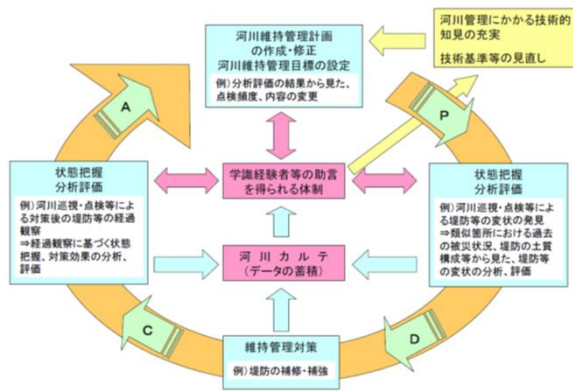 河川維持管理計画
の作成・修正
河川維持管理目標の設定
例)分析評価の結果から見た、
点検頻度、内容の変更
河川管理にかかる技術的
知見の充実
技術基準等の見直し
A
P
状態把握
分析評価
例)河川巡視・点検等によ
る対策後の堤防等の経過
観察
⇒経過観察に基づく状態
把握、対策効果の分析、
評価
学識経験者等の助言
を得られる体制
状態把握
分析評価
例)河川巡視・点検等によ
る堤防等の変状の発見
⇒類似箇所における過去
の被災状況、堤防の土質
構成等から見た、堤防等
の変状の分析、評価
河川カルテ
(データの蓄積)
C
D
維持管理対策
例)堤防の補修・補強